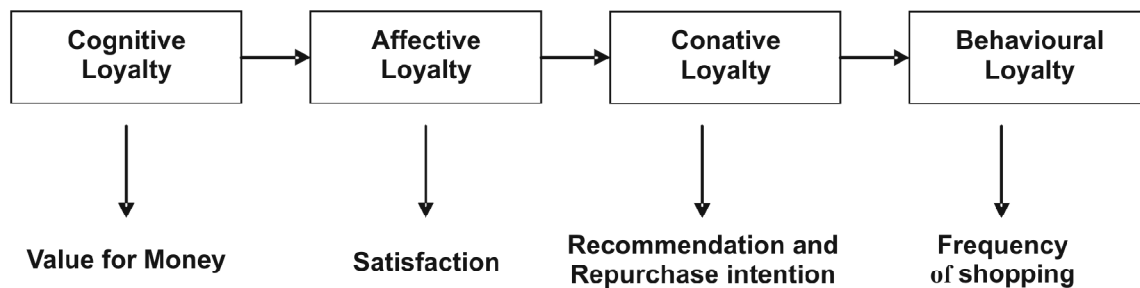 Cognitive
Loyalty
Affective
Loyalty
Conative
Loyalty
Behavioural
Loyalty
Value for Money
Satisfaction
Recommendation and
Repurchase intention
Frequency
of shopping